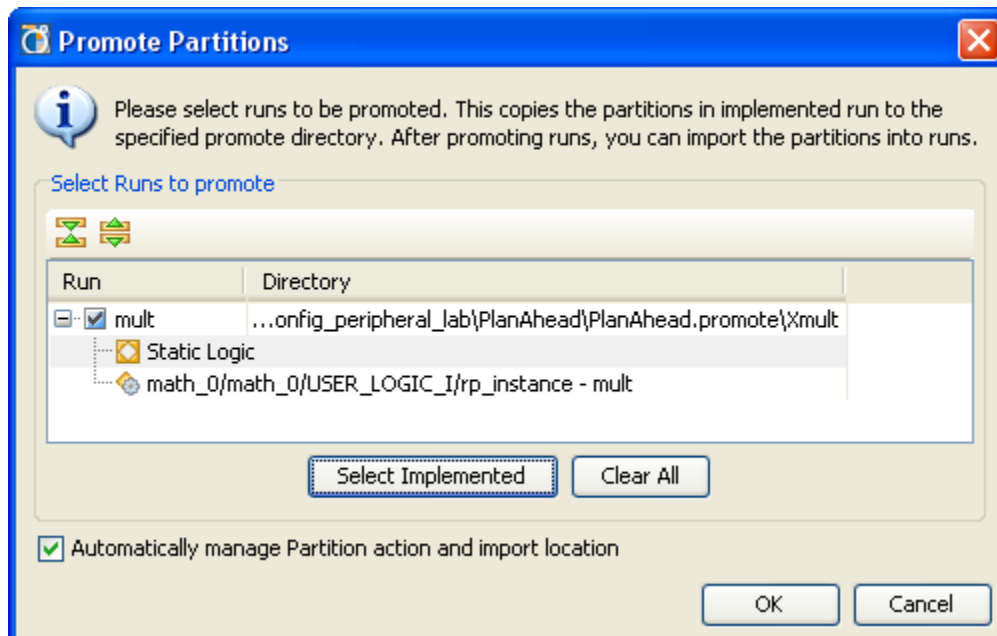 Promote Partitions
Please select runs to be promoted. This copies the partitions in implemented run to the
specified promote directory. After promoting runs, you can import the partitions into runs.
Select Runs to promote
Run Directory
mult ...onfig_peripheral_lab\PlanAhead\PlanAhead.promote\Xmult
Static Logic
math_0/math_0/USER_LOGIC_I/rp_instance - mult
Select Implemented Clear All
Automatically manage Partition action and import location
OK Cancel